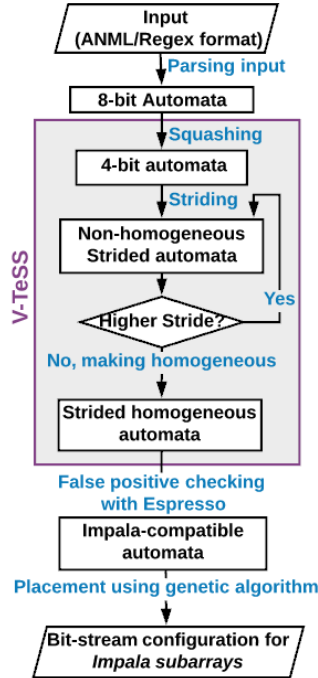 Input
(ANML/Regex format)
Parsing input
8-bit Automata
Squashing
4-bit automata
Striding
Non-homogeneous
Strided automata
V-TeSS
Yes
Higher Stride?
No, making homogeneous
Strided homogeneous
automata
False positive checking
with Espresso
Impala-compatible
automata
Placement using genetic algorithm
Bit-stream configuration for
Impala subarrays